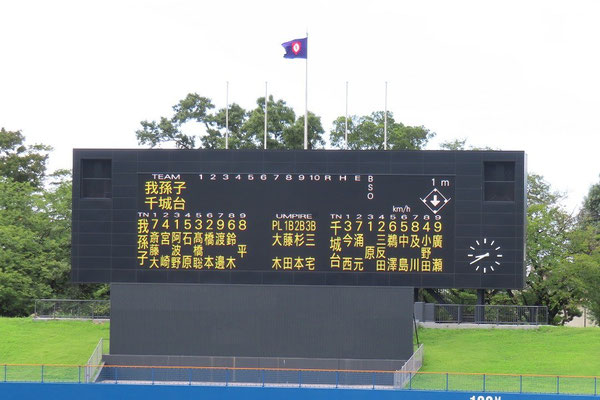 TEAM 1 2 3 4 5 6 7 8 9 10 R H E B S O
我孫子
千城台
1m
km/h
TN 1 2 3 4 5 6 7 8 9
我孫子 7 4 1 5 3 2 9 6 8
斎藤大
宮崎
阿波野
石原
髙橋聡
橋本
渡邊
平
鈴木
UMPIRE
PL 1B 2B 3B
大木
藤田
杉本
三宅
TN 1 2 3 4 5 6 7 8 9
千城台 3 7 1 2 6 5 8 4 9
今西
涌元
原
三反田
鵜澤
中島
及川
小野田
廣瀬